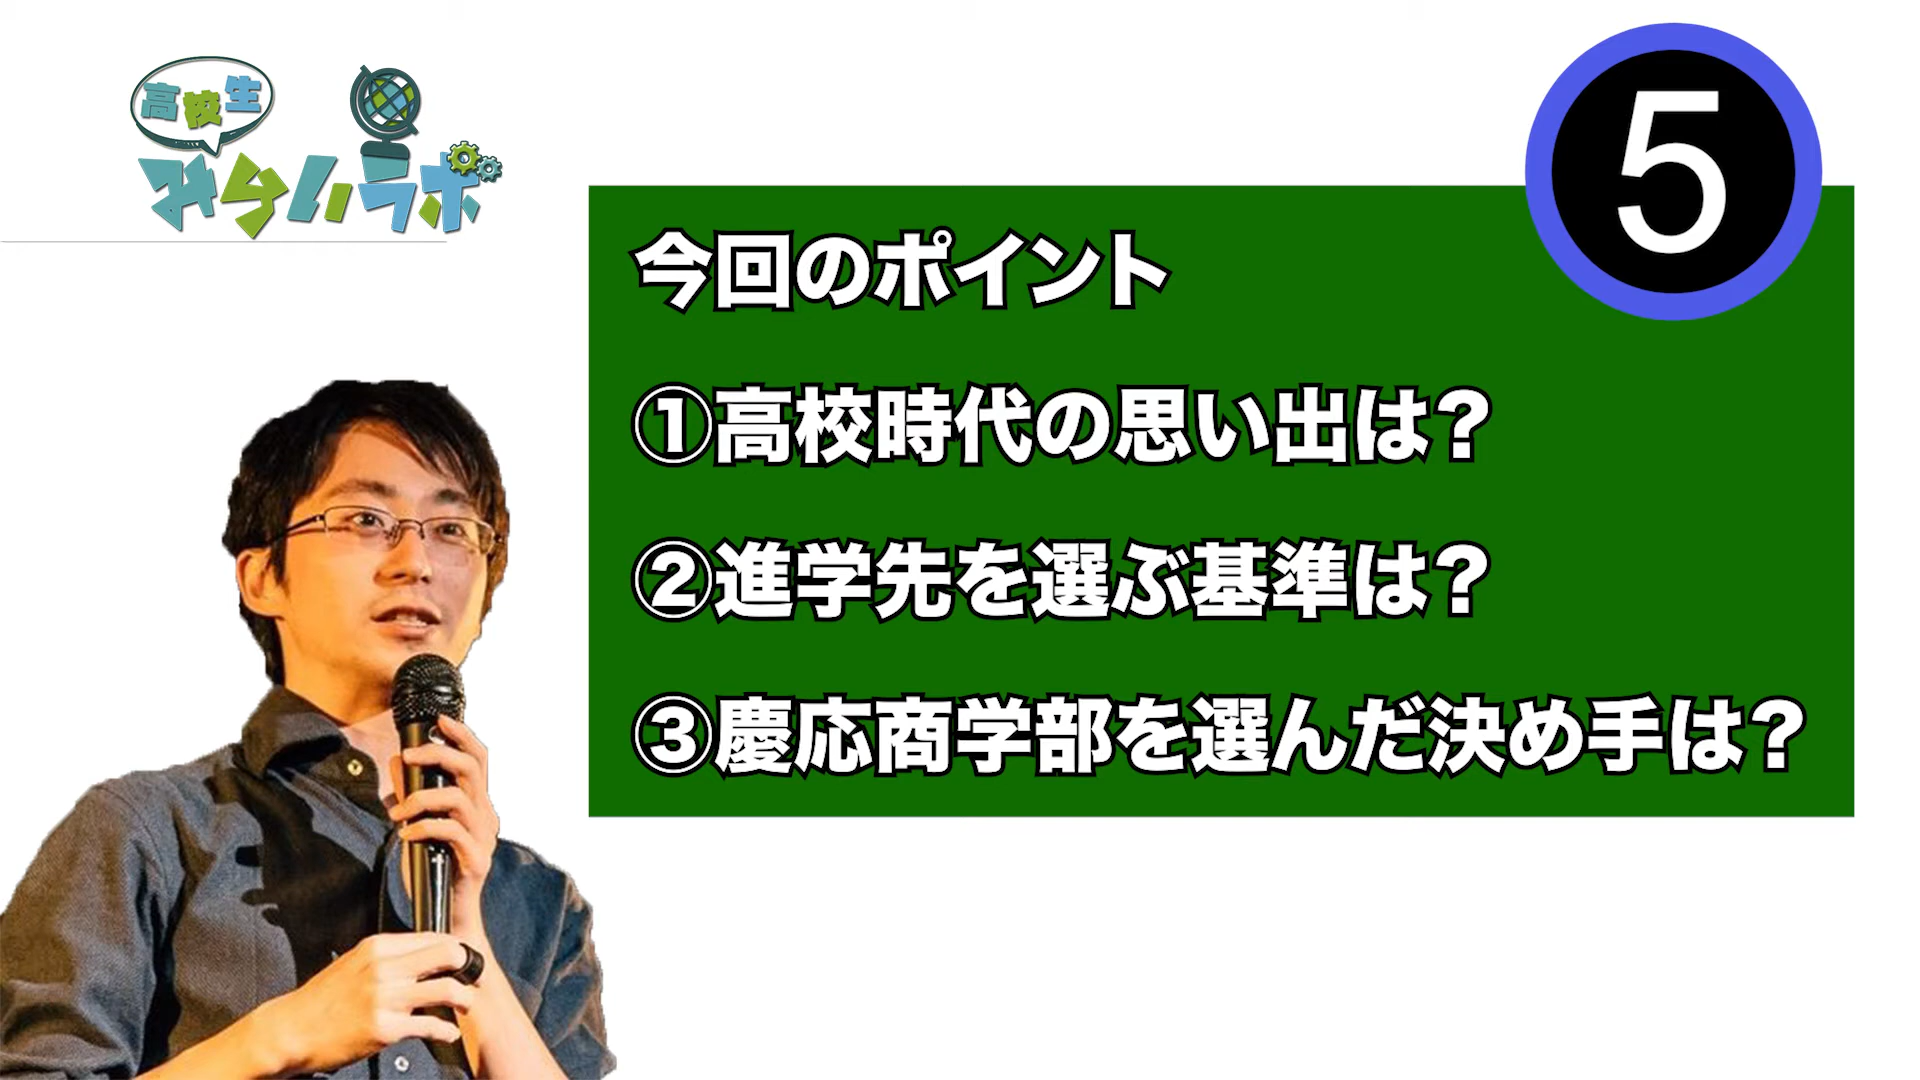 高校生
みらいラボ
5
今回のポイント
①高校時代の思い出は？
②進学先を選ぶ基準は？
③慶応商学部を選んだ決め手は？